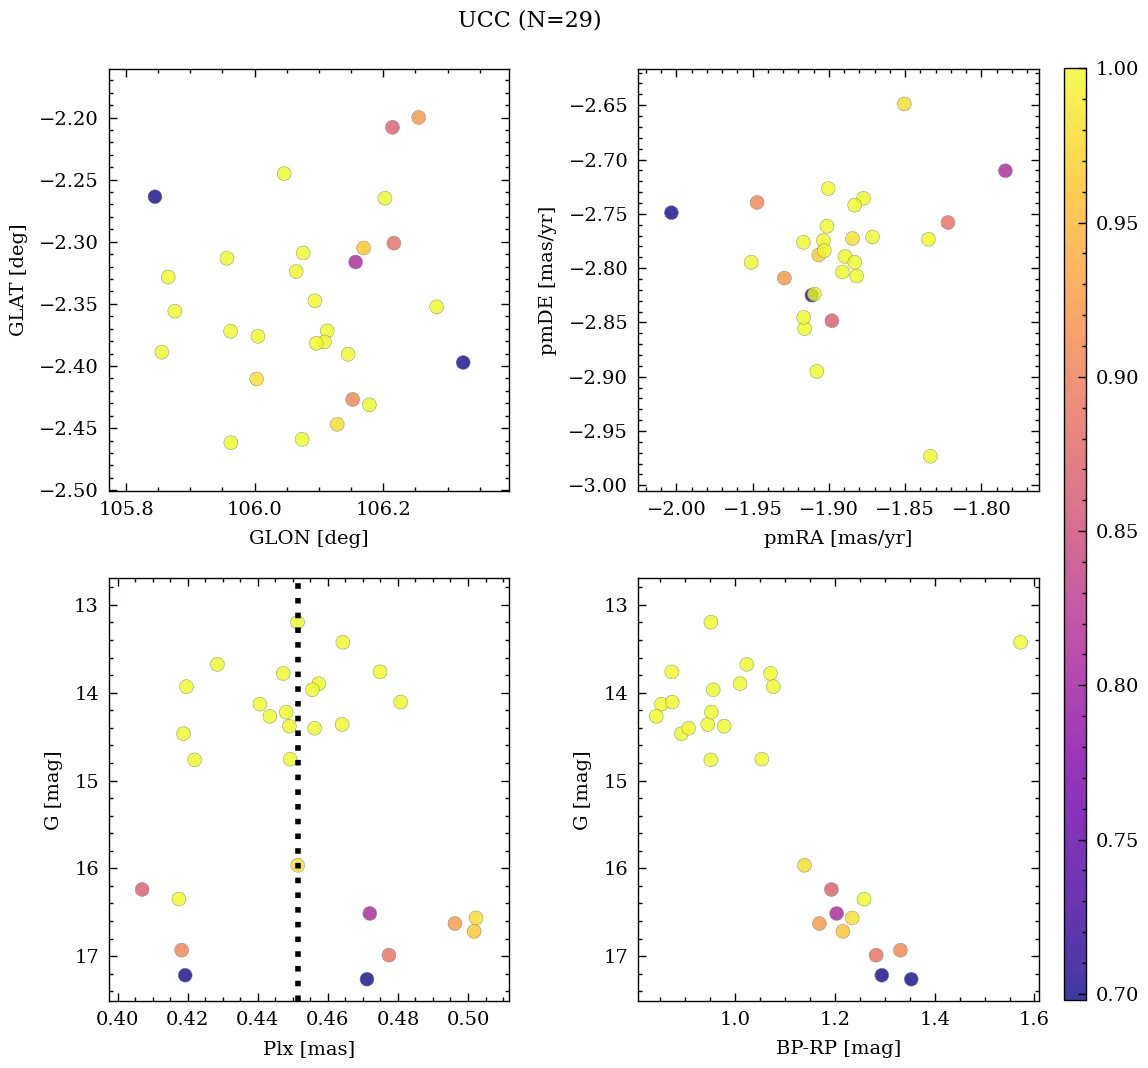 UCC (N=29)
−2.20
−2.25
−2.30
−2.35
−2.40
−2.45
−2.50
GLAT [deg]
105.8 106.0 106.2
GLON [deg]
−2.65
−2.70
−2.75
−2.80
−2.85
−2.90
−2.95
−3.00
pmDE [mas/yr]
−2.00 −1.95 −1.90 −1.85 −1.80
pmRA [mas/yr]
13
14
15
16
17
G [mag]
0.40 0.42 0.44 0.46 0.48 0.50
Plx [mas]
13
14
15
16
17
G [mag]
1.0 1.2 1.4 1.6
BP-RP [mag]
1.00
0.95
0.90
0.85
0.80
0.75
0.70